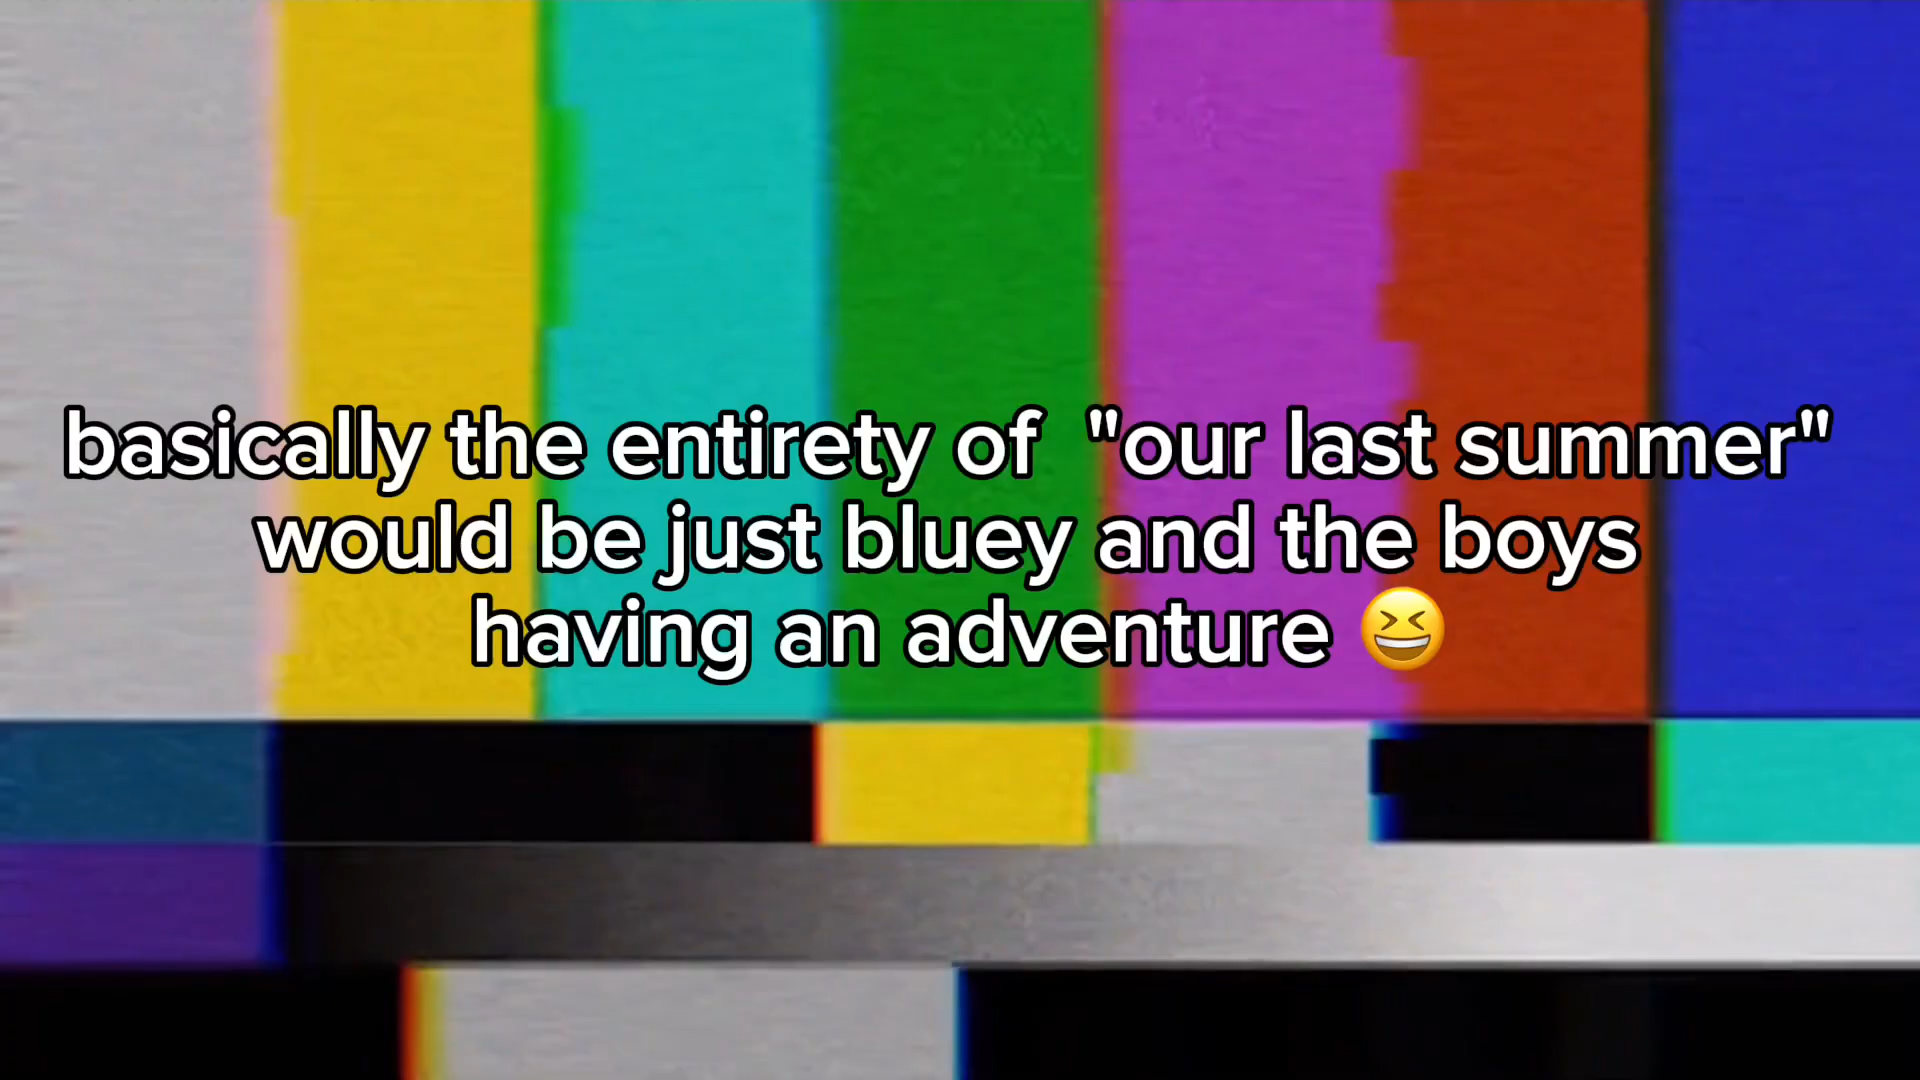 basically the entirety of  "our last summer"
would be just bluey and the boys
having an adventure 😆